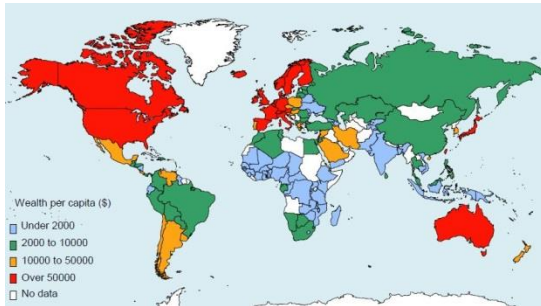 Wealth per capita ($)
Under 2000
2000 to 10000
10000 to 50000
Over 50000
No data